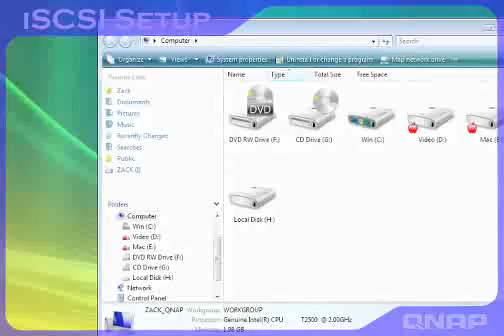 iSCSI SETUP
Computer
Search
Organize Views System properties Uninstall or change a program Map network drive
Favorite Links
Name Type Total Size Free Space
Zack
Documents
Pictures
Music
Recently Changed
Searches
Public
ZACK (I:)
DVD
DVD RW Drive (F:) CD Drive (G:) Win (C:) Video (D:) Mac (E:)
Local Disk (H:)
Folders
Computer
Win (C:)
Video (D:)
Mac (E:)
DVD RW Drive (F:)
CD Drive (G:)
Local Disk (H:)
Network
Control Panel
ZACK_QNAP Workgroup: WORKGROUP
Processor: Genuine Intel(R) CPU T2500 @ 2.00GHz
Memory: 1.98 GB
QNAP